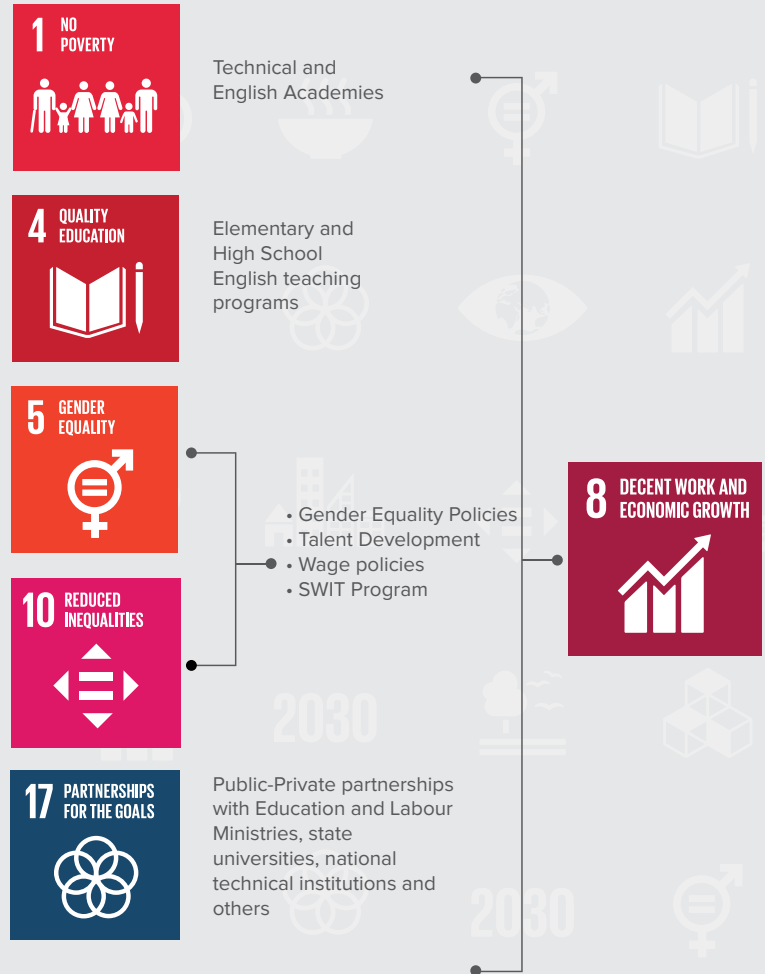 1 NO
POVERTY
Technical and
English Academies
4 QUALITY
EDUCATION
Elementary and
High School
English teaching
programs
5 GENDER
EQUALITY
• Gender Equality Policies
• Talent Development
• Wage policies
• SWIT Program
8 DECENT WORK AND
ECONOMIC GROWTH
10 REDUCED
INEQUALITIES
2030
17 PARTNERSHIPS
FOR THE GOALS
Public-Private partnerships
with Education and Labour
Ministries, state
universities, national
technical institutions and
others
2030